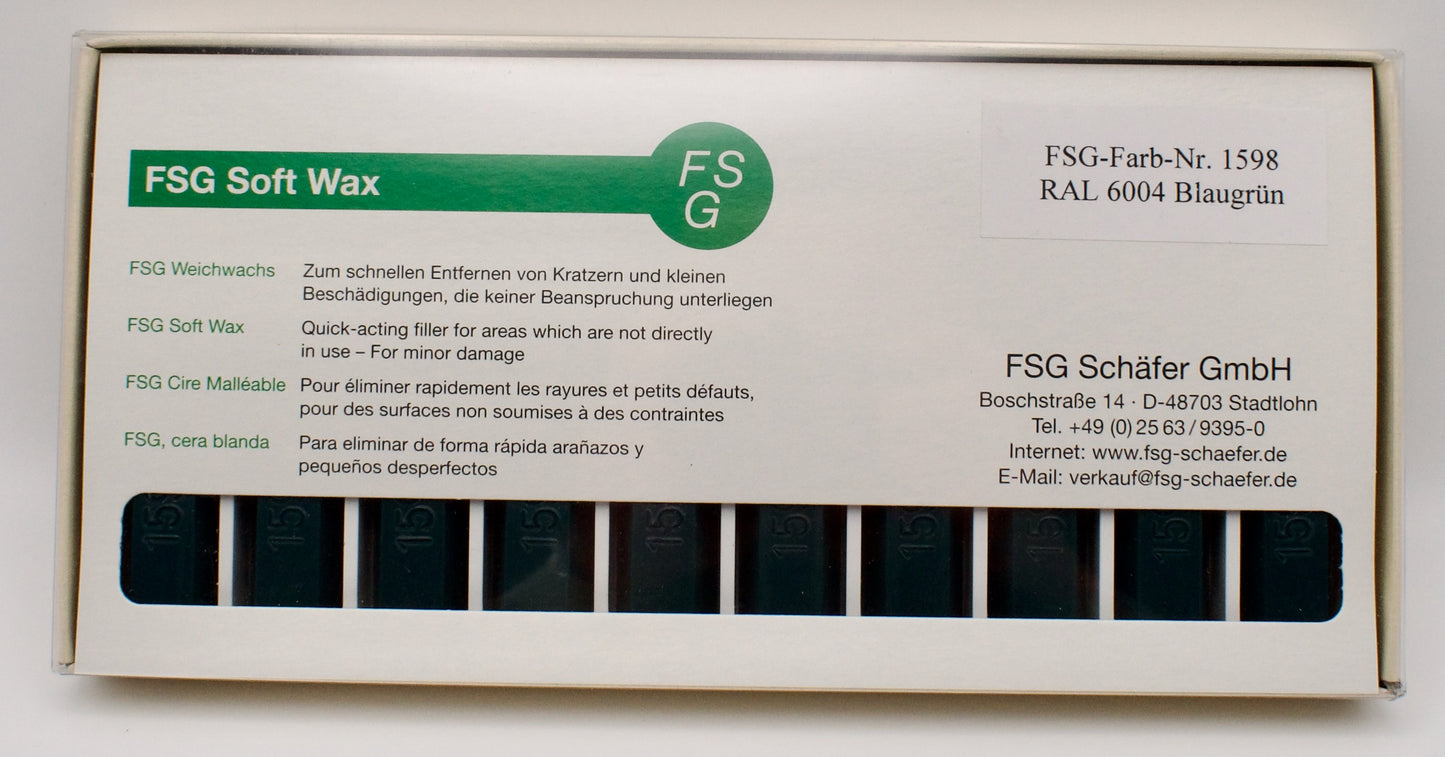 FSG Soft Wax
FS
G
FSG-Farb-Nr. 1598
RAL 6004 Blaugrün
FSG Weichwachs Zum schnellen Entfernen von Kratzern und kleinen
Beschädigungen, die keiner Beanspruchung unterliegen
FSG Soft Wax Quick-acting filler for areas which are not directly
in use – For minor damage
FSG Cire Malléable Pour éliminer rapidement les rayures et petits défauts,
pour des surfaces non soumises à des contraintes
FSG, cera blanda Para eliminar de forma rápida arañazos y
pequeños desperfectos
FSG Schäfer GmbH
Boschstraße 14 · D-48703 Stadtlohn
Tel. +49 (0) 25 63 / 9395-0
Internet: www.fsg-schaefer.de
E-Mail: verkauf@fsg-schaefer.de
15 15 15 15 15 15 15 15 15 15